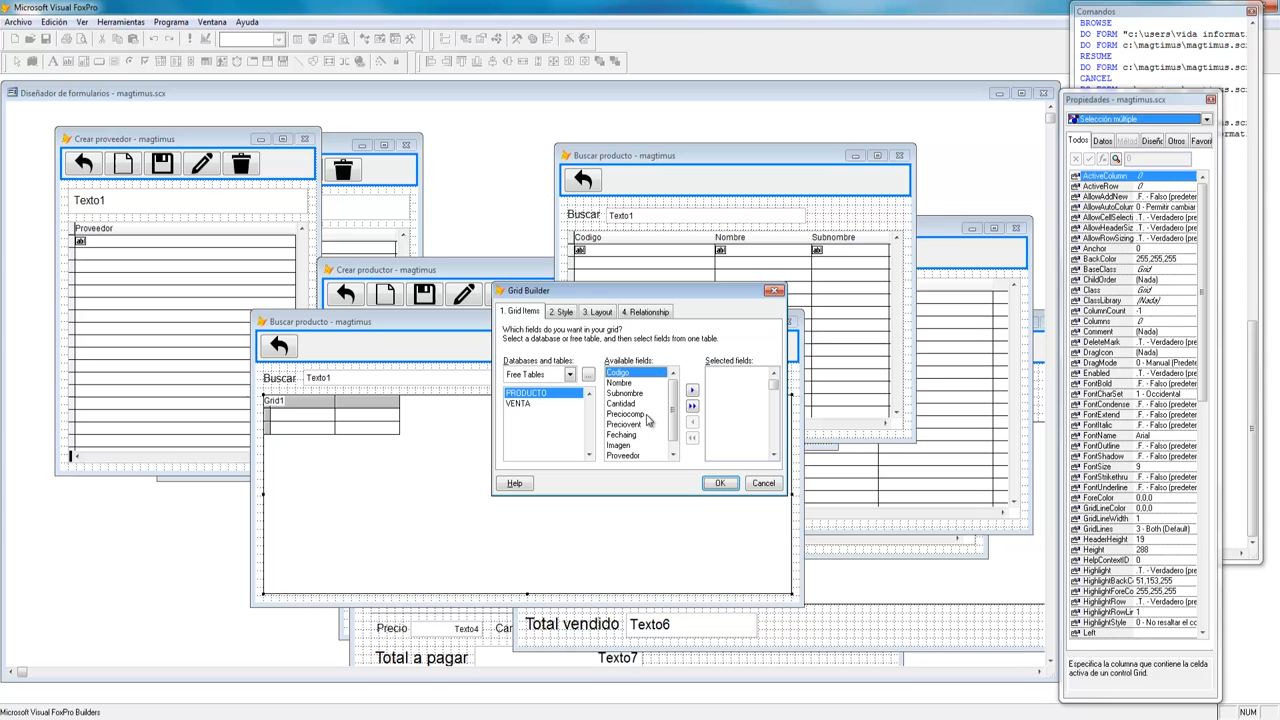 Microsoft Visual FoxPro
Archivo Edición Ver Herramientas Programa Ventana Ayuda
Diseñador de formularios - magtimus.scx
Crear proveedor - magtimus
Texto1
Proveedor
Crear productor - magtimus
Buscar producto - magtimus
Buscar Texto1
Codigo Nombre Subnombre
Buscar producto - magtimus
Buscar Texto1
Grid1
Grid Builder
1. Grid Items 2. Style 3. Layout 4. Relationship
Which fields do you want in your grid?
Select a database or free table, and then select fields from one table.
Databases and tables: Available fields: Selected fields:
Free Tables
PRODUCTO
VENTA
Codigo
Nombre
Subnombre
Cantidad
Preciocomp
Preciovent
Fechaing
Imagen
Proveedor
Help OK Cancel
Precio Texto4 Can
Total a pagar
Texto7
Total vendido Texto6
Comandos
BROWSE
DO FORM "c:\users\vida informat
DO FORM c:\magtimus\magtimus.sc
RESUME
DO FORM c:\magtimus\magtimus.sc
CANCEL
Propiedades - magtimus.scx
Selección múltiple
Todos Datos Métod Diseño Otros Favori
0
ActiveColumn 0
ActiveRow 0
AllowAddNew .F. - Falso (predeter
AllowAutoColum 0 - Permitir cambiar
AllowCellSelecti .T. - Verdadero (pre
AllowHeaderSiz .T. - Verdadero (pre
AllowRowSizing .T. - Verdadero (pre
Anchor 0
BackColor 255,255,255
BaseClass Grid
ChildOrder (Nada)
Class Grid
ClassLibrary (Nada)
ColumnCount -1
Columns 0
Comment (Nada)
DeleteMark .T. - Verdadero (pre
DragIcon (Nada)
DragMode 0 - Manual (Predeter
Enabled .T. - Verdadero (pre
FontBold .F. - Falso (predeter
FontCharSet 1 - Occidental
FontCondense .F. - Falso (predeter
FontExtend .F. - Falso (predeter
FontItalic .F. - Falso (predeter
FontName Arial
FontOutline .F. - Falso (predeter
FontShadow .F. - Falso (predeter
FontSize 9
FontStrikethru .F. - Falso (predeter
FontUnderline .F. - Falso (predeter
ForeColor 0,0,0
GridLineColor 0,0,0
GridLineWidth 1
GridLines 3 - Both (Default)
HeaderHeight 19
Height 288
HelpContextID 0
Highlight .T. - Verdadero (pre
HighlightBackC 51,153,255
HighlightForeCo 255,255,255
HighlightRow .T. - Verdadero (pre
HighlightRowLir 1
HighlightStyle 0 - No resaltar el co
Left
Especifica la columna que contiene la celda
activa de un control Grid.
Microsoft Visual FoxPro Builders
NUM